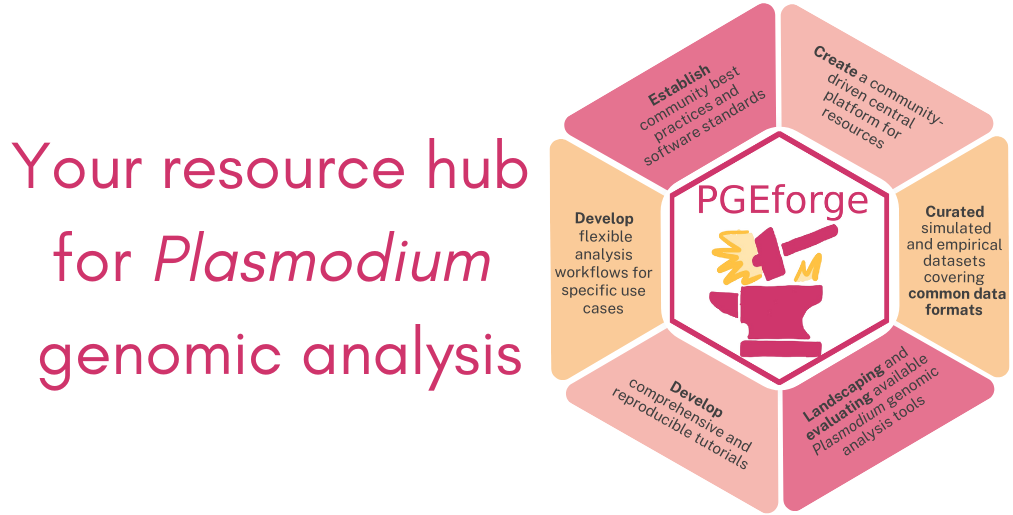 Your resource hub
for Plasmodium
genomic analysis
Establish
community best
practices and
software standards
Create a community-
driven central
platform for
resources
Develop
flexible
analysis
workflows for
specific use
cases
PGEforge
Curated
simulated
and empirical
datasets
covering
common data
formats
Develop
comprehensive and
reproducible tutorials
Landscaping and
evaluating available
Plasmodium genomic
analysis tools